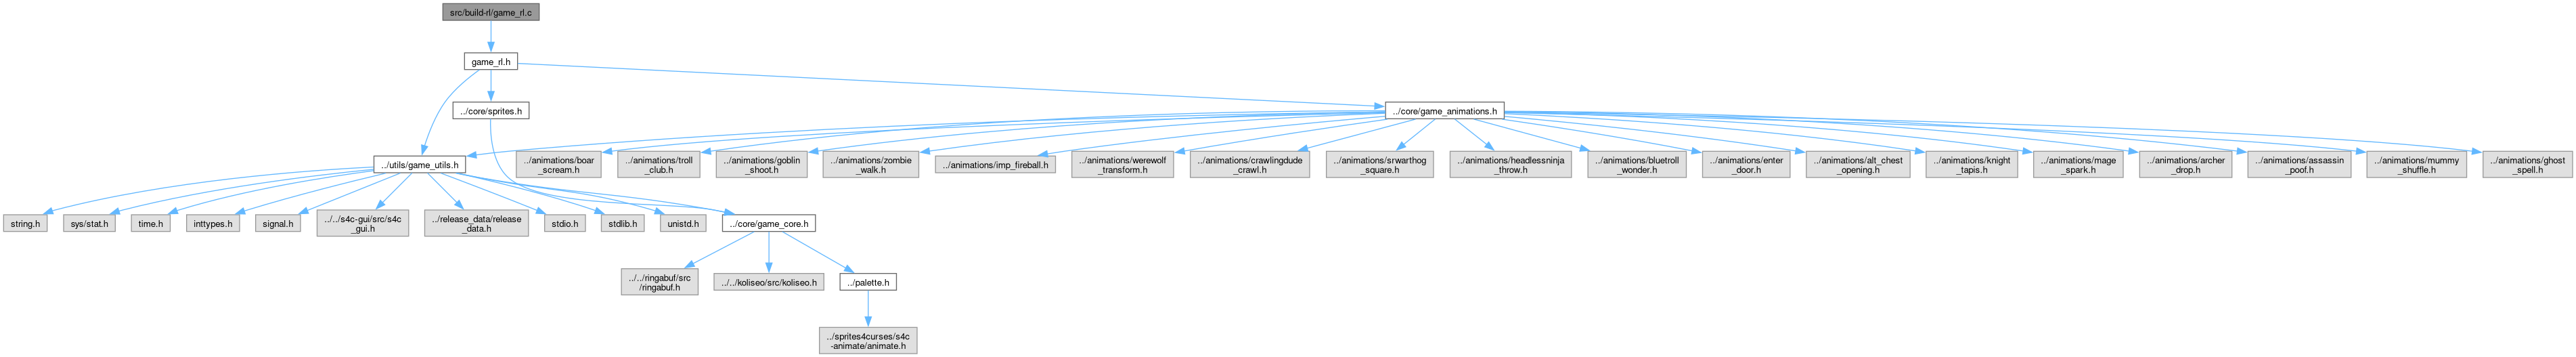 src/build-rl/game_rl.c
game_rl.h
../core/sprites.h
../core/game_animations.h
../utils/game_utils.h
../animations/boar
_scream.h
../animations/troll
_club.h
../animations/goblin
_shoot.h
../animations/zombie
_walk.h
../animations/imp_fireball.h
../animations/werewolf
_transform.h
../animations/crawlingdude
_crawl.h
../animations/srwarthog
_square.h
../animations/headlessninja
_throw.h
../animations/bluetroll
_wonder.h
../animations/enter
_door.h
../animations/alt_chest
_opening.h
../animations/knight
_tapis.h
../animations/mage
_spark.h
../animations/archer
_drop.h
../animations/assassin
_poof.h
../animations/mummy
_shuffle.h
../animations/ghost
_spell.h
string.h
sys/stat.h
time.h
inttypes.h
signal.h
../../s4c-gui/src/s4c
_gui.h
../release_data/release
_data.h
stdio.h
stdlib.h
unistd.h
../core/game_core.h
../../ringabuf/src
/ringabuf.h
../../koliseo/src/koliseo.h
../palette.h
../sprites4curses/s4c
-animate/animate.h